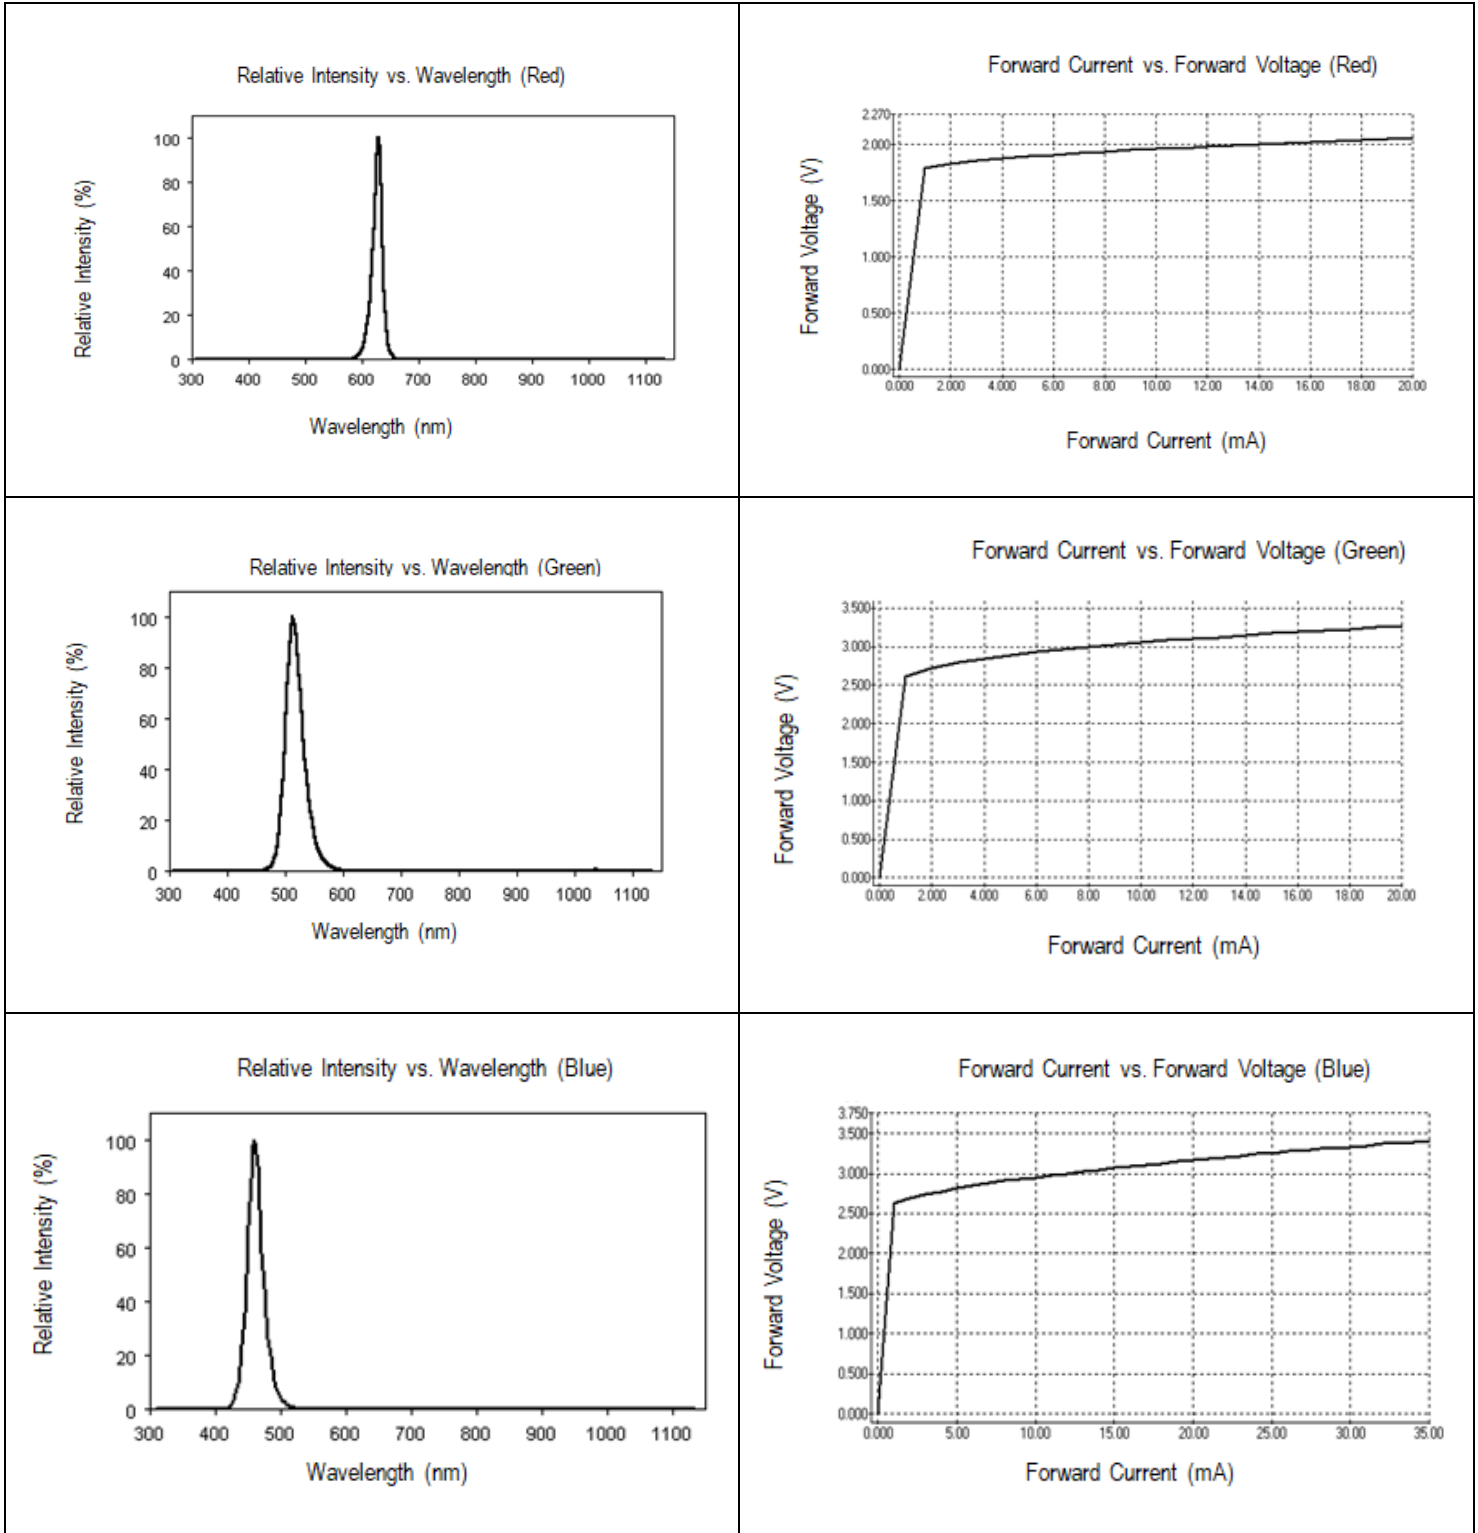 Relative Intensity vs. Wavelength (Red)
Relative Intensity (%)
100
80
60
40
20
0
300 400 500 600 700 800 900 1000 1100
Wavelength (nm)
Forward Current vs. Forward Voltage (Red)
Forward Voltage (V)
2.270
2.000
1.500
1.000
0.500
0.000
0.000 2.000 4.000 6.00 8.00 10.00 12.00 14.00 16.00 18.00 20.00
Forward Current (mA)
Relative Intensity vs. Wavelength (Green)
Relative Intensity (%)
100
80
60
40
20
0
300 400 500 600 700 800 900 1000 1100
Wavelength (nm)
Forward Current vs. Forward Voltage (Green)
Forward Voltage (V)
3.500
3.000
2.500
2.000
1.500
1.000
0.500
0.000
0.000 2.000 4.000 6.00 8.00 10.00 12.00 14.00 16.00 18.00 20.00
Forward Current (mA)
Relative Intensity vs. Wavelength (Blue)
Relative Intensity (%)
100
80
60
40
20
0
300 400 500 600 700 800 900 1000 1100
Wavelength (nm)
Forward Current vs. Forward Voltage (Blue)
Forward Voltage (V)
3.750
3.500
3.000
2.500
2.000
1.500
1.000
0.500
0.000
0.000 5.00 10.00 15.00 20.00 25.00 30.00 35.00
Forward Current (mA)